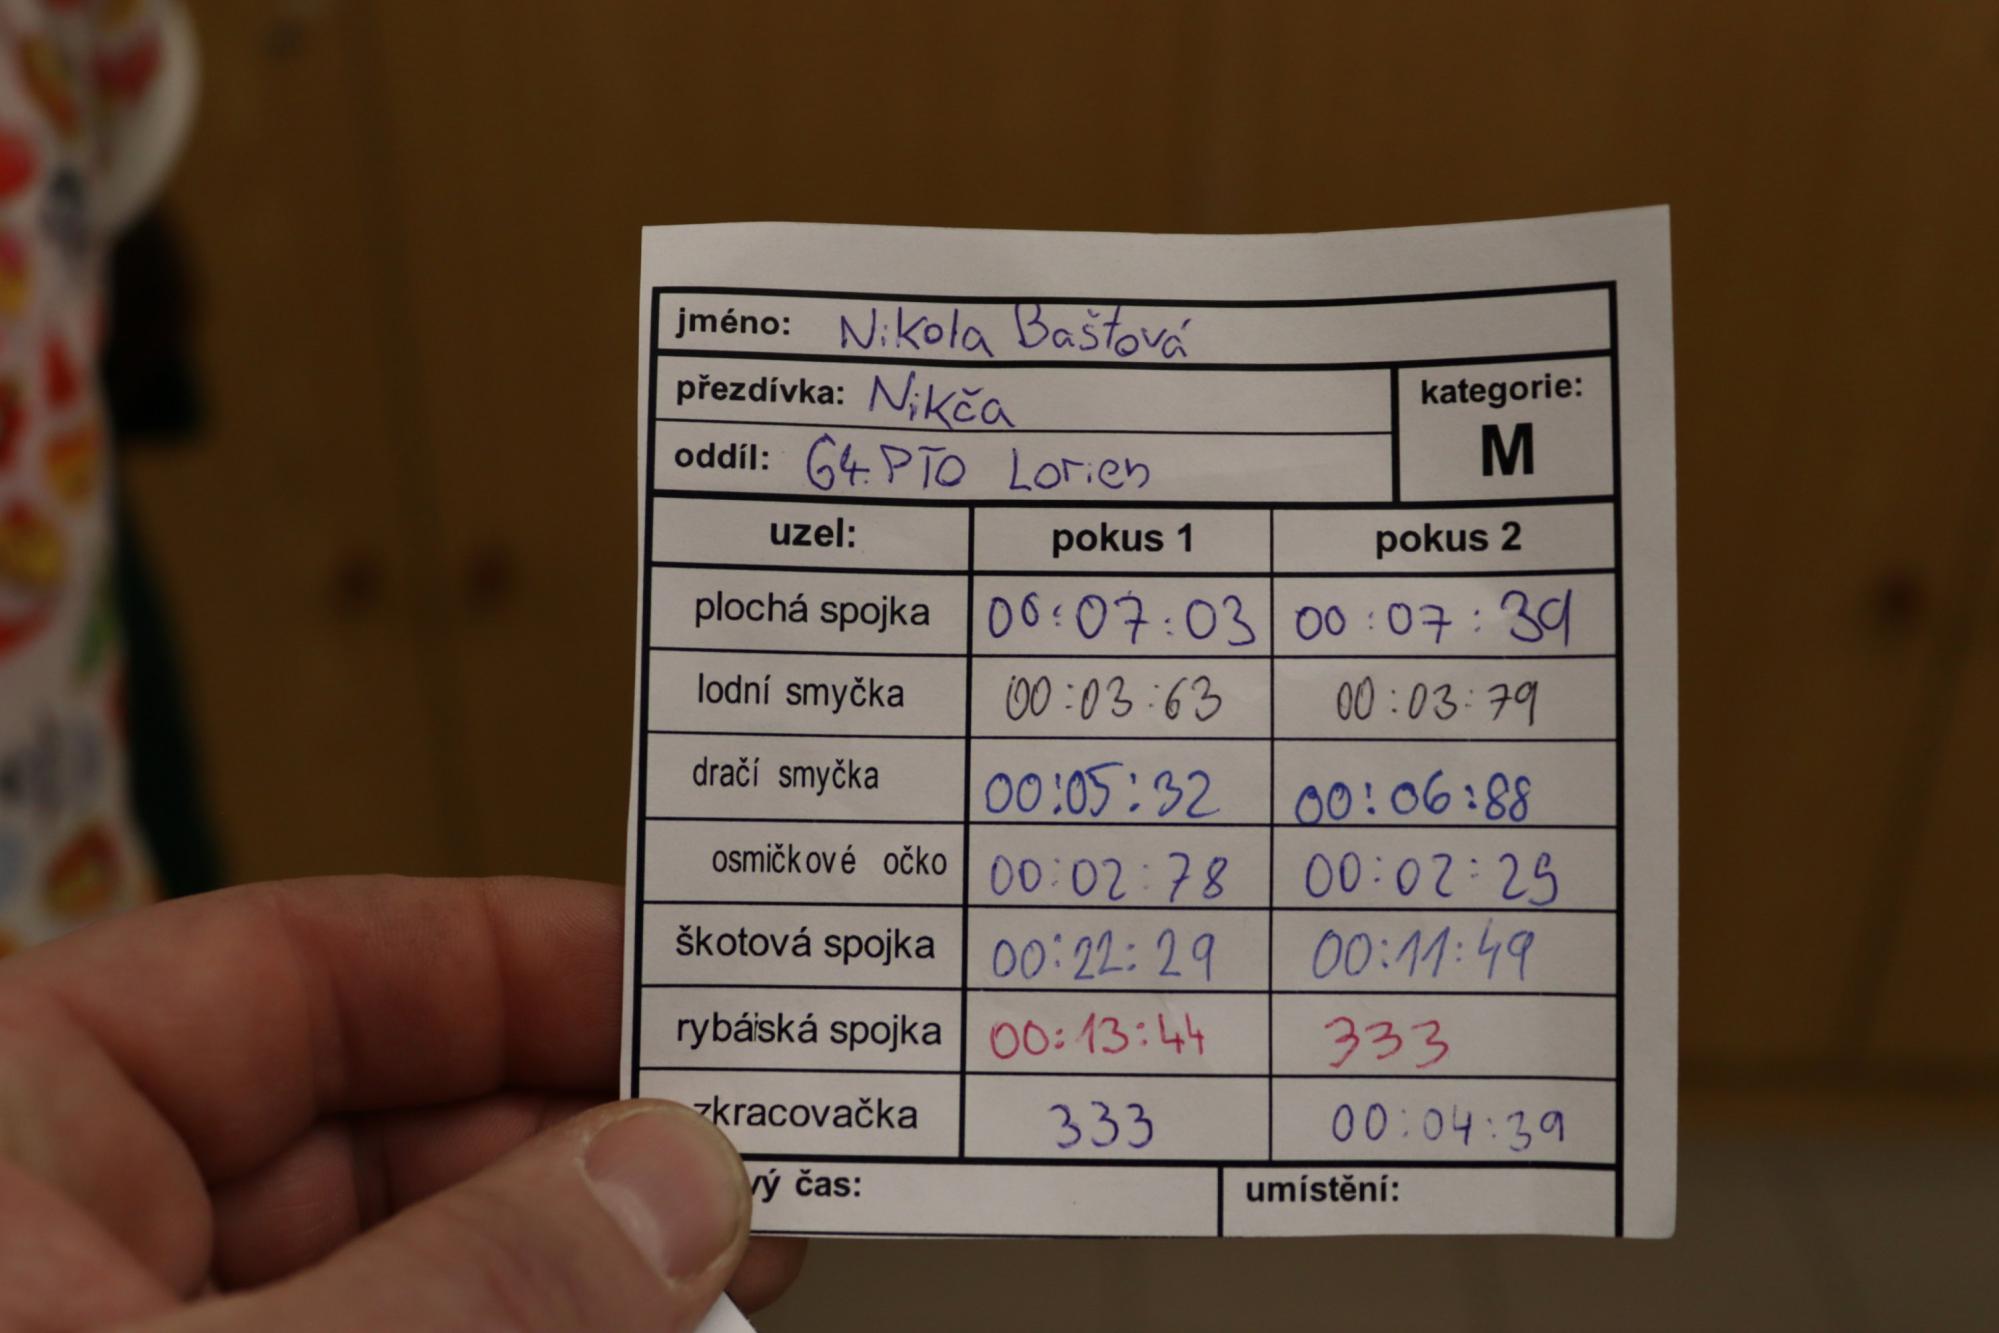 jméno: Nikola Baštová
přezdívka: Nikča
kategorie: M
oddíl: 64. PTO Lorien
uzel: pokus 1 pokus 2
plochá spojka 00:07:03 00:07:39
lodní smyčka 00:03:63 00:03:79
dračí smyčka 00:05:32 00:06:88
osmičkové očko 00:02:78 00:02:25
škotová spojka 00:22:29 00:11:49
rybářská spojka 00:13:44 333
zkracovačka 333 00:04:39
vý čas: umístění: